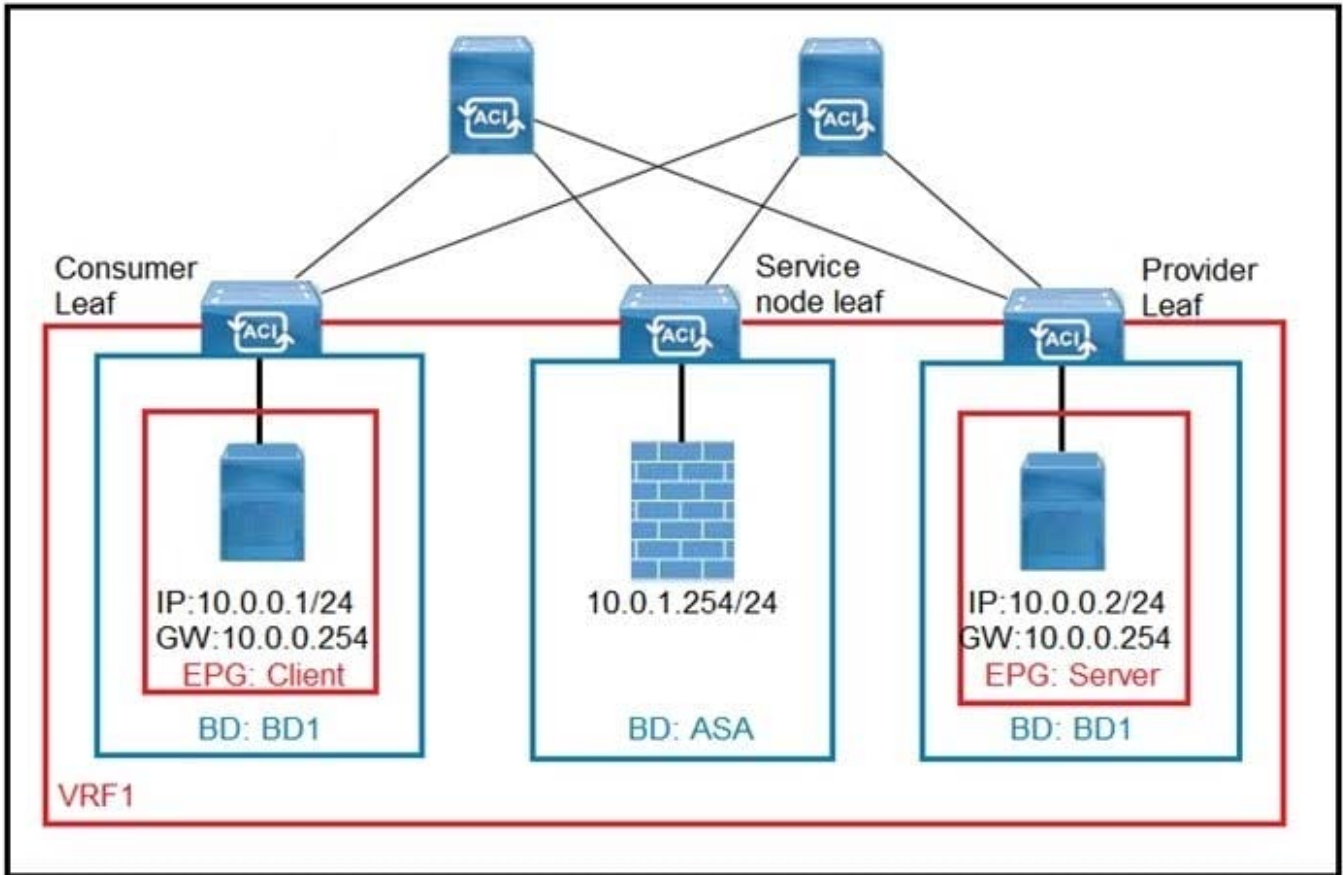 ACI
ACI
Consumer
Leaf
Service
node leaf
Provider
Leaf
ACI
ACI
ACI
IP:10.0.0.1/24
GW:10.0.0.254
EPG: Client
BD: BD1
10.0.1.254/24
BD: ASA
IP:10.0.0.2/24
GW:10.0.0.254
EPG: Server
BD: BD1
VRF1